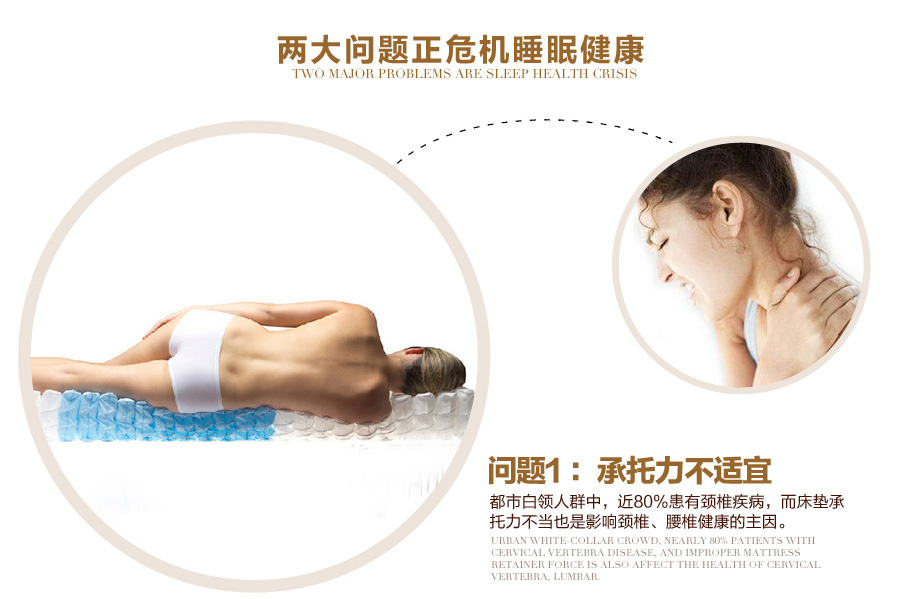 两大问题正危机睡眠健康
TWO MAJOR PROBLEMS ARE SLEEP HEALTH CRISIS
问题1：承托力不适宜
都市白领人群中，近80%患有颈椎疾病，而床垫承
托力不当也是影响颈椎、腰椎健康的主因。
URBAN WHITE-COLLAR CROWD, NEARLY 80% PATIENTS WITH
CERVICAL VERTEBRA DISEASE, AND IMPROPER MATTRESS
RETAINER FORCE IS ALSO AFFECT THE HEALTH OF CERVICAL
VERTEBRA, LUMBAR.